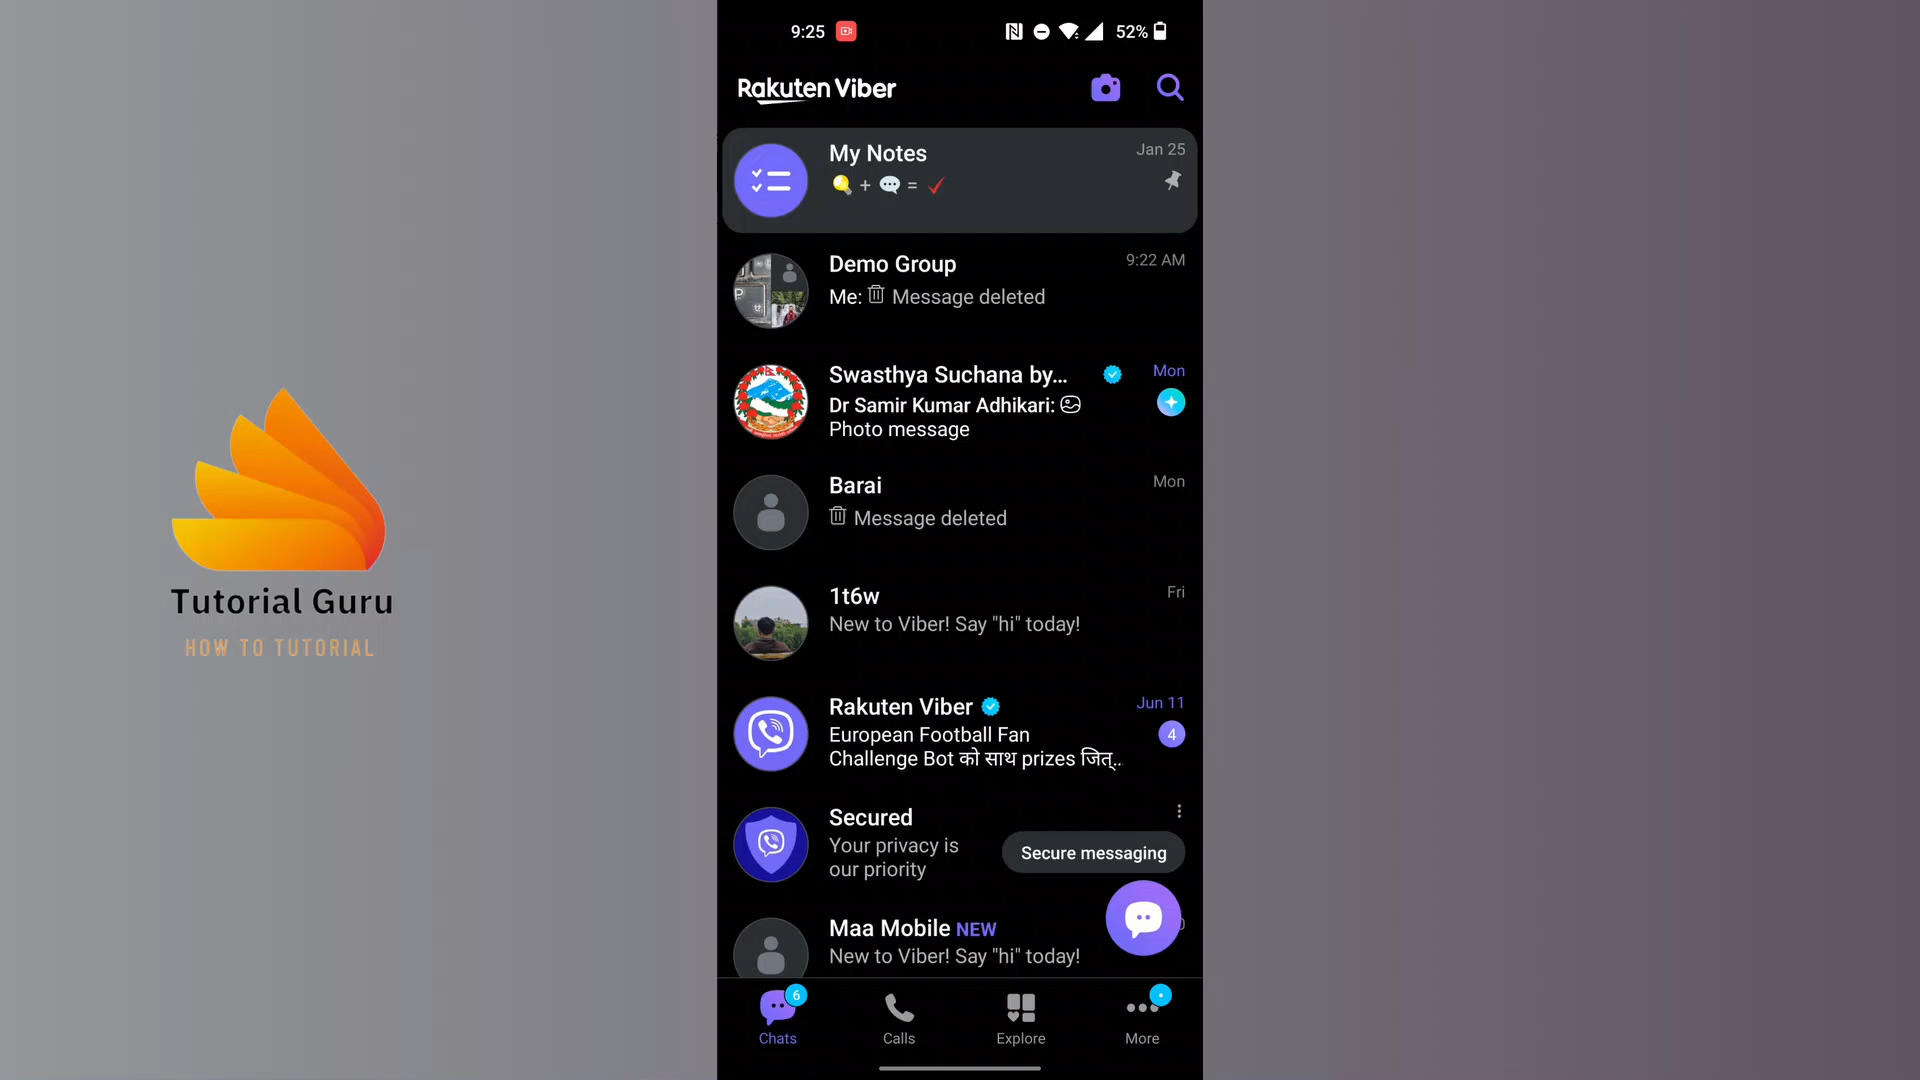 9:25
52%
Rakuten Viber
My Notes
Jan 25
+ =
Demo Group
9:22 AM
Me: Message deleted
Swasthya Suchana by...
Mon
Dr Samir Kumar Adhikari:
Photo message
Barai
Mon
Message deleted
1t6w
Fri
New to Viber! Say "hi" today!
Rakuten Viber
Jun 11
European Football Fan
4
Challenge Bot को साथ prizes जित्...
Secured
Your privacy is
our priority
Secure messaging
Maa Mobile NEW
New to Viber! Say "hi" today!
6
Chats
Calls
Explore
More
Tutorial Guru
HOW TO TUTORIAL